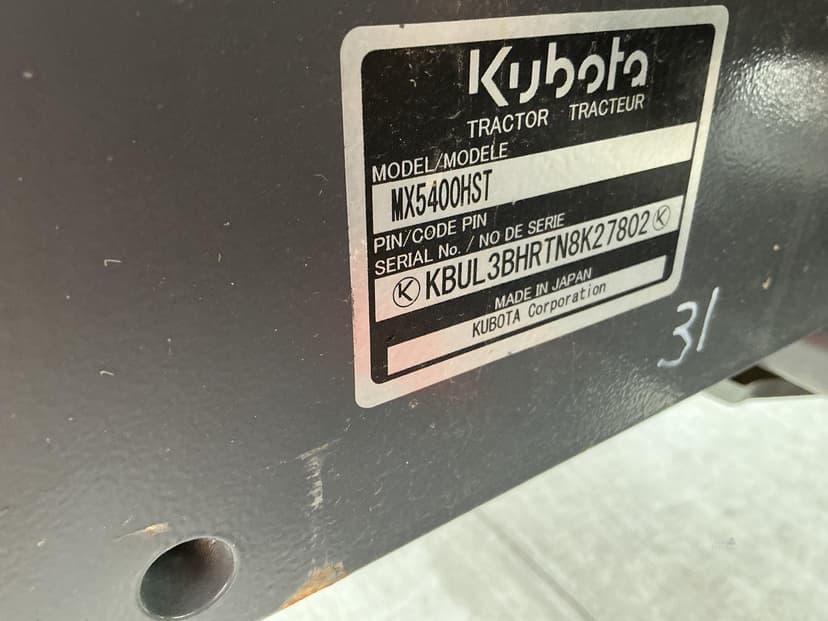 Kubota
TRACTOR TRACTEUR
MODEL/MODELE
MX5400HST
PIN/CODE PIN
SERIAL No. / NO DE SERIE
Ⓚ KBUL3BHRTN8K27802 Ⓚ
MADE IN JAPAN
KUBOTA Corporation
31